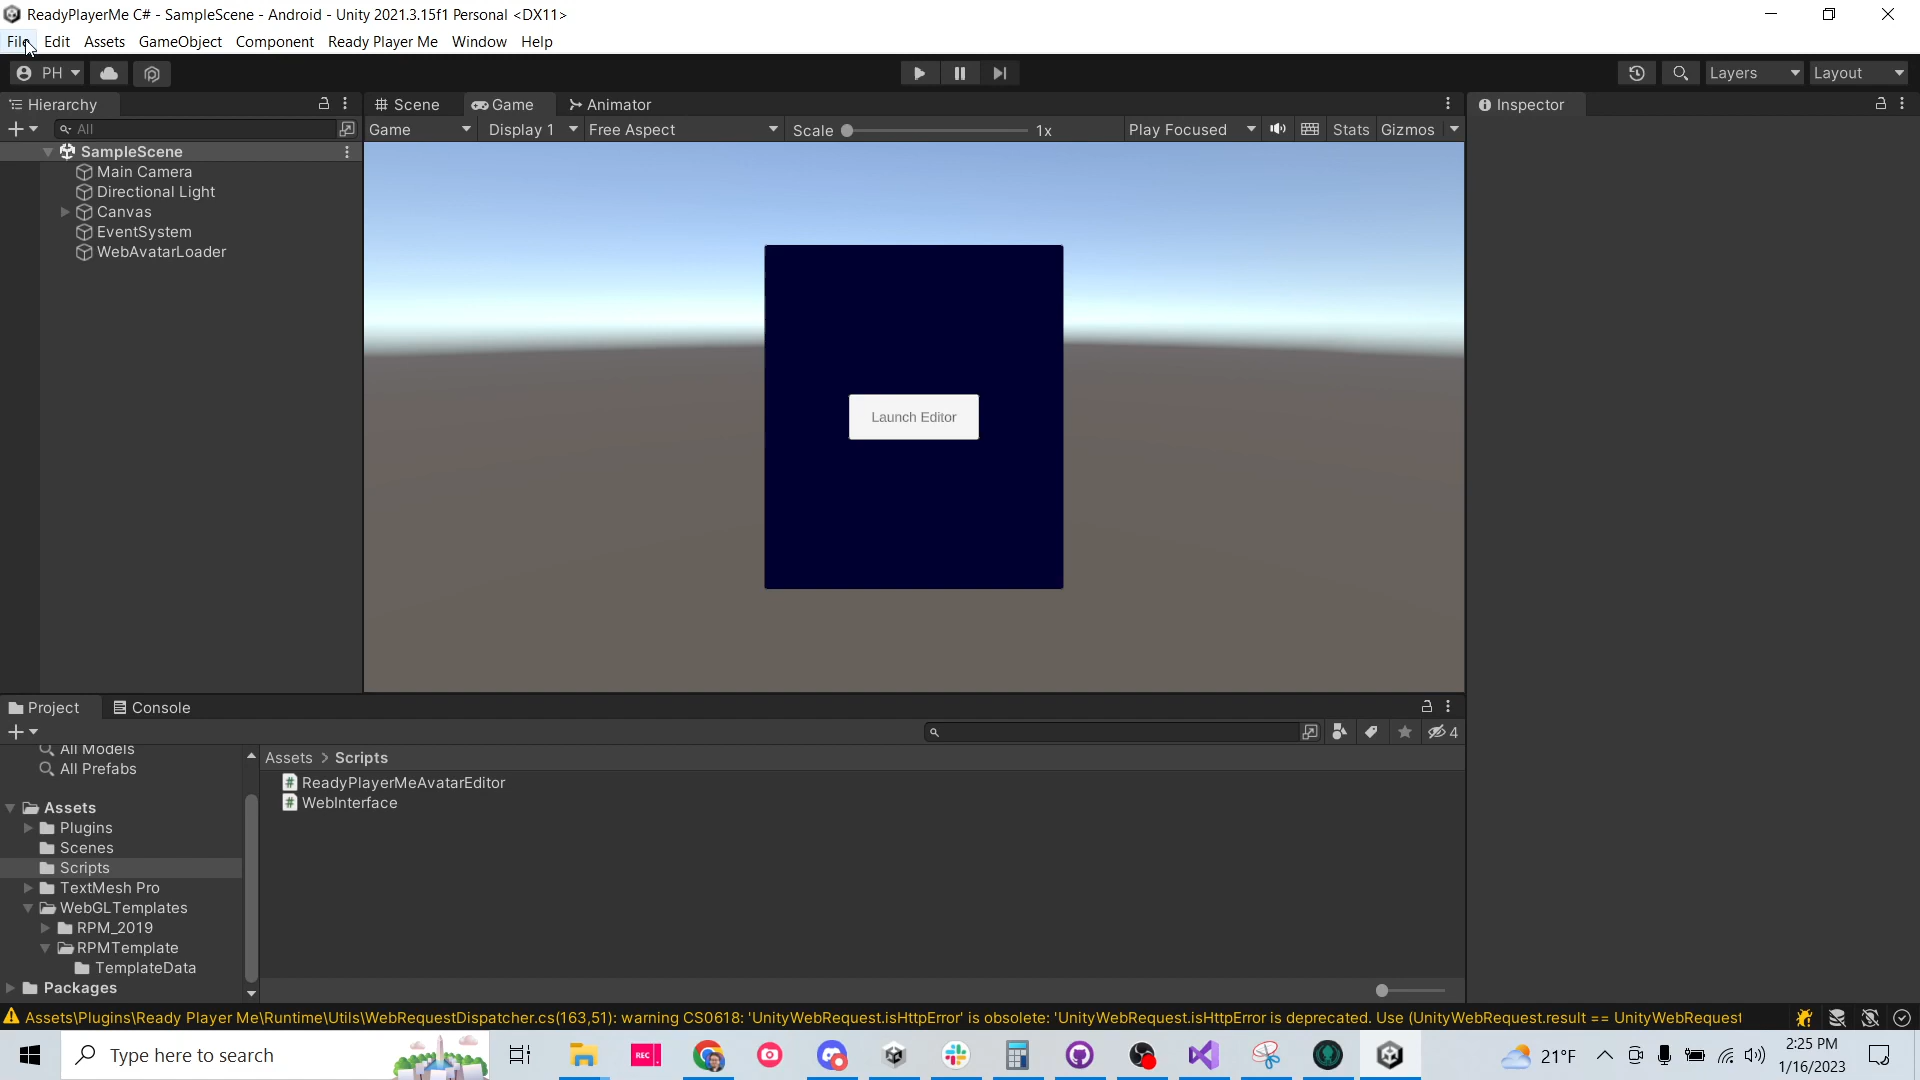 ReadyPlayerMe C# - SampleScene - Android - Unity 2021.3.15f1 Personal <DX11>
File Edit Assets GameObject Component Ready Player Me Window Help
PH Layers Layout
Hierarchy Scene Game Animator Inspector
All Game Display 1 Free Aspect Scale 1x Play Focused Stats Gizmos
SampleScene
Main Camera
Directional Light
Canvas
EventSystem
WebAvatarLoader
Launch Editor
Project Console
4
All Models
All Prefabs
Assets
Plugins
Scenes
Scripts
TextMesh Pro
WebGLTemplates
RPM_2019
RPMTemplate
TemplateData
Packages
Assets > Scripts
ReadyPlayerMeAvatarEditor
WebInterface
Assets\Plugins\Ready Player Me\Runtime\Utils\WebRequestDispatcher.cs(163,51): warning CS0618: 'UnityWebRequest.isHttpError' is obsolete: 'UnityWebRequest.isHttpError is deprecated. Use (UnityWebRequest.result == UnityWebRequest
Type here to search
REC
21°F
2:25 PM
1/16/2023